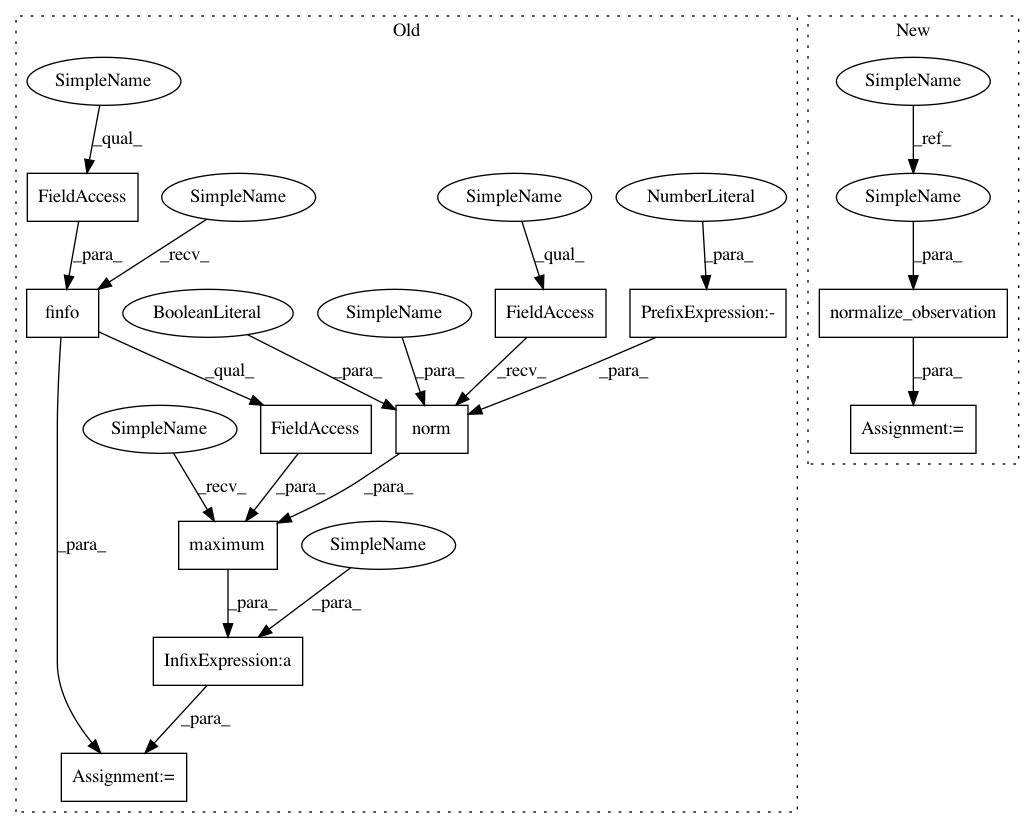 Old
New
SimpleName
SimpleName
_qual_
_ref_
FieldAccess
SimpleName
SimpleName
NumberLiteral
SimpleName
_para_
_recv_
_qual_
_para_
_para_
finfo
BooleanLiteral
SimpleName
FieldAccess
PrefixExpression:-
normalize_observation
_qual_
_para_
_para_
_recv_
_para_
_para_
SimpleName
FieldAccess
norm
Assignment:=
_recv_
_para_
_para_
_para_
maximum
SimpleName
_para_
_para_
InfixExpression:a
_para_
Assignment:=